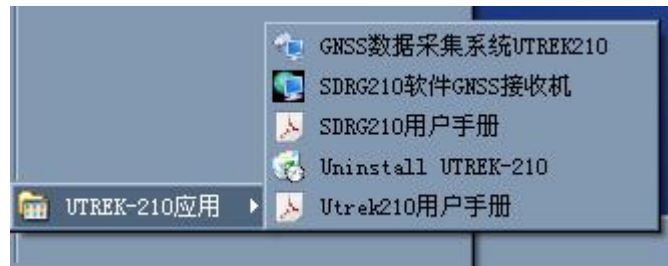 GNSS数据采集系统UTREK210
SDRG210软件GNSS接收机
SDRG210用户手册
Uninstall UTREK-210
UTREK-210应用
Utrek210用户手册